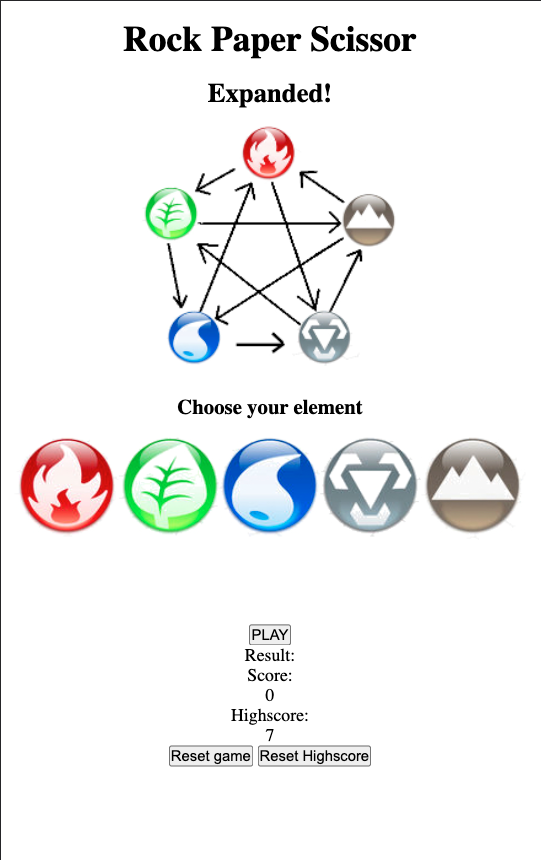 Rock Paper Scissor
Expanded!
Choose your element
PLAY
Result:
Score:
0
Highscore:
7
Reset game Reset Highscore